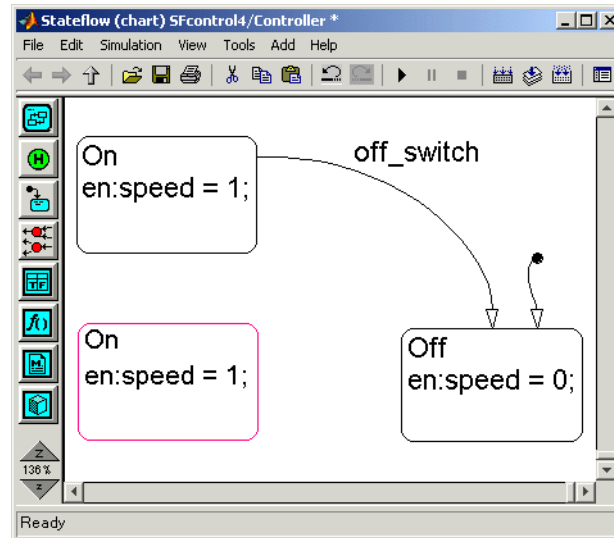 Stateflow (chart) SFcontrol4/Controller *
File Edit Simulation View Tools Add Help
On
en:speed = 1;
off_switch
H
TF
f()
M
On
en:speed = 1;
Off
en:speed = 0;
Z
136%
z
Ready